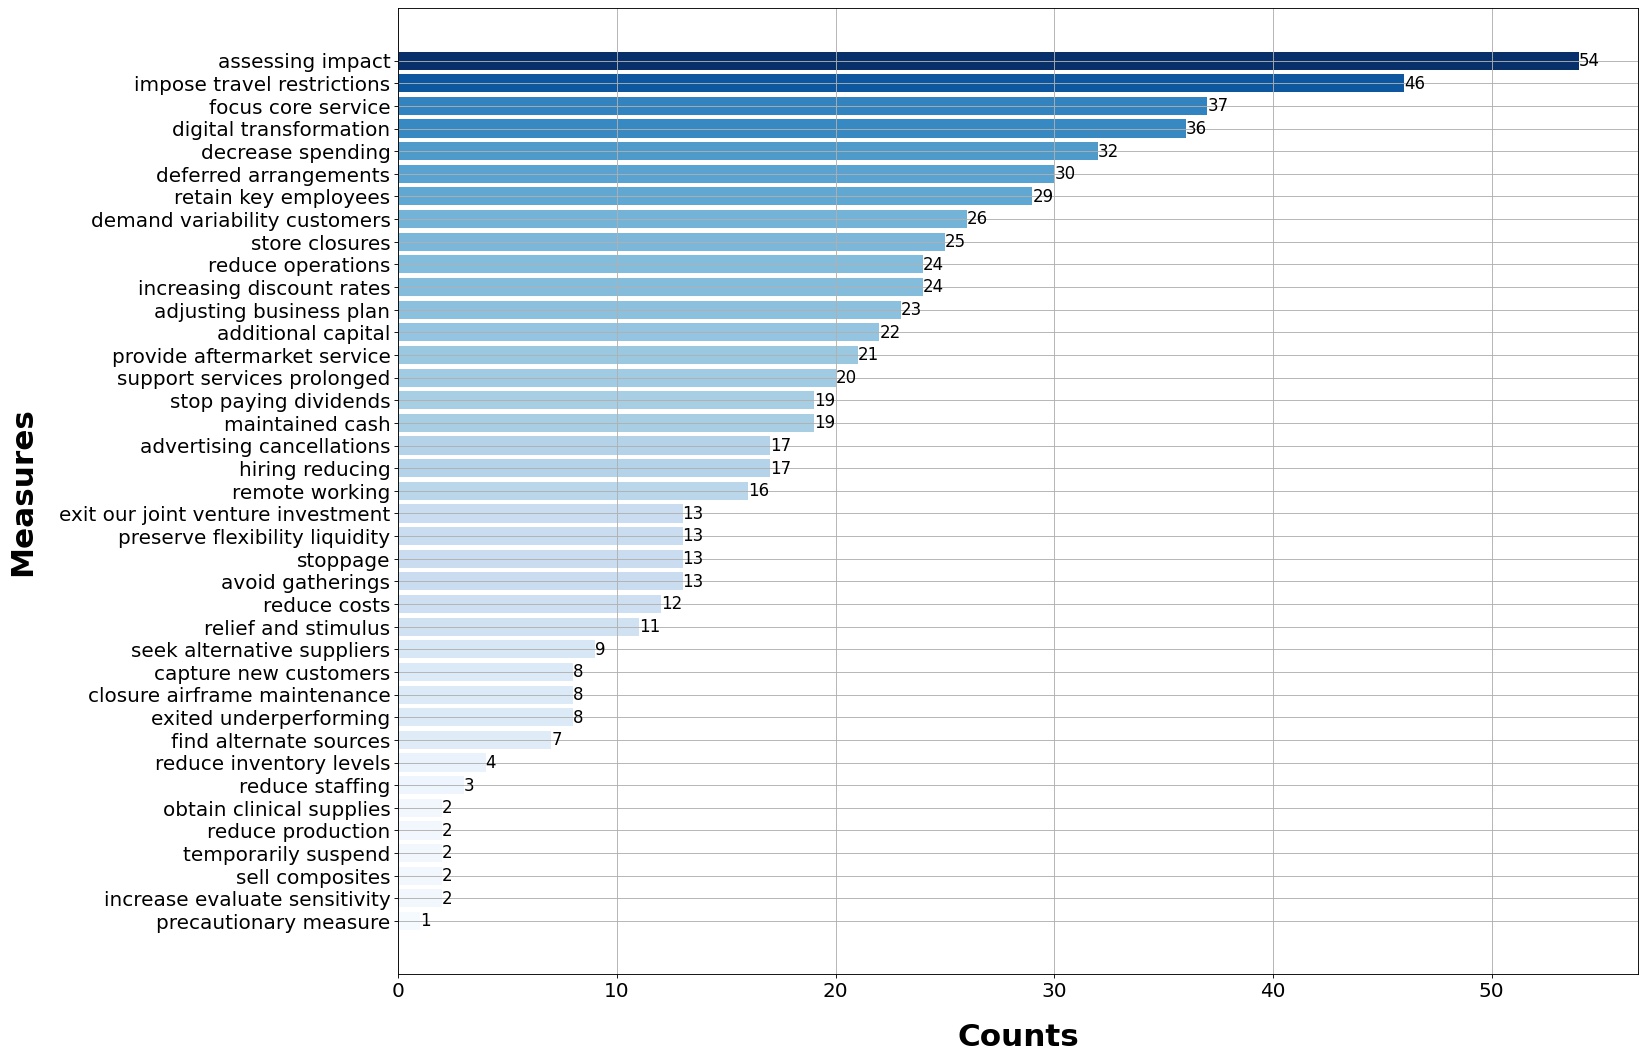 assessing impact 54
impose travel restrictions 46
focus core service 37
digital transformation 36
decrease spending 32
deferred arrangements 30
retain key employees 29
demand variability customers 26
store closures 25
reduce operations 24
increasing discount rates 24
adjusting business plan 23
additional capital 22
provide aftermarket service 21
support services prolonged 20
stop paying dividends 19
maintained cash 19
advertising cancellations 17
hiring reducing 17
remote working 16
exit our joint venture investment 13
preserve flexibility liquidity 13
stoppage 13
avoid gatherings 13
reduce costs 12
relief and stimulus 11
seek alternative suppliers 9
capture new customers 8
closure airframe maintenance 8
exited underperforming 8
find alternate sources 7
reduce inventory levels 4
reduce staffing 3
obtain clinical supplies 2
reduce production 2
temporarily suspend 2
sell composites 2
increase evaluate sensitivity 2
precautionary measure 1
0 10 20 30 40 50
Counts
Measures